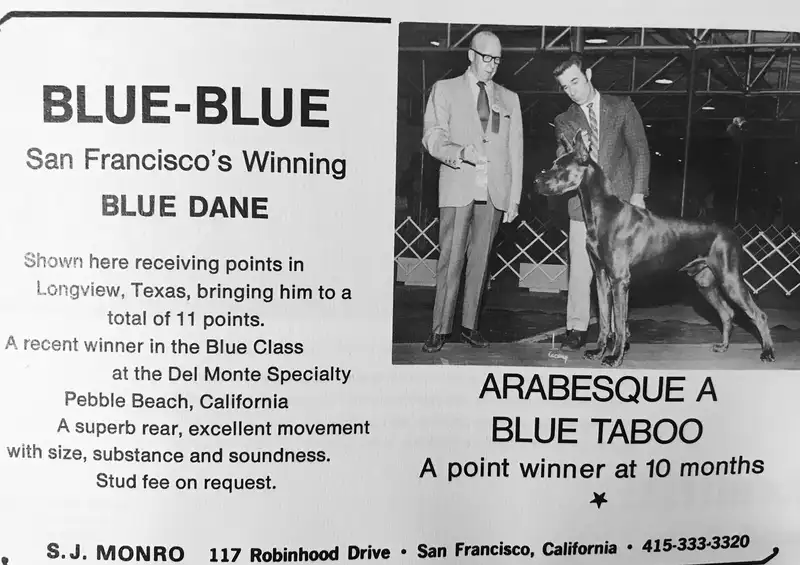 BLUE-BLUE
San Francisco's Winning
BLUE DANE
Shown here receiving points in
Longview, Texas, bringing him to a
total of 11 points.
A recent winner in the Blue Class
at the Del Monte Specialty
Pebble Beach, California
A superb rear, excellent movement
with size, substance and soundness.
Stud fee on request.
ARABESQUE A
BLUE TABOO
A point winner at 10 months
S.J. MONRO 117 Robinhood Drive • San Francisco, California • 415-333-3320